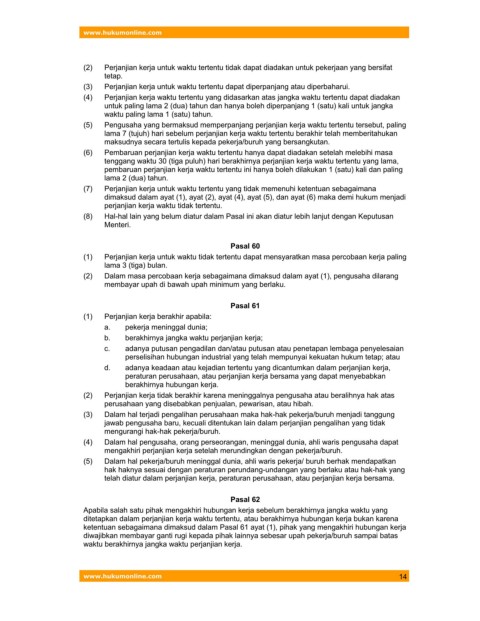 www.hukumonline.com
(2) Perjanjian kerja untuk waktu tertentu tidak dapat diadakan untuk pekerjaan yang bersifat
tetap.
(3) Perjanjian kerja untuk waktu tertentu dapat diperpanjang atau diperbaharui.
(4) Perjanjian kerja waktu tertentu yang didasarkan atas jangka waktu tertentu dapat diadakan
untuk paling lama 2 (dua) tahun dan hanya boleh diperpanjang 1 (satu) kali untuk jangka
waktu paling lama 1 (satu) tahun.
(5) Pengusaha yang bermaksud memperpanjang perjanjian kerja waktu tertentu tersebut, paling
lama 7 (tujuh) hari sebelum perjanjian kerja waktu tertentu berakhir telah memberitahukan
maksudnya secara tertulis kepada pekerja/buruh yang bersangkutan.
(6) Pembaruan perjanjian kerja waktu tertentu hanya dapat diadakan setelah melebihi masa
tenggang waktu 30 (tiga puluh) hari berakhirnya perjanjian kerja waktu tertentu yang lama,
pembaruan perjanjian kerja waktu tertentu ini hanya boleh dilakukan 1 (satu) kali dan paling
lama 2 (dua) tahun.
(7) Perjanjian kerja untuk waktu tertentu yang tidak memenuhi ketentuan sebagaimana
dimaksud dalam ayat (1), ayat (2), ayat (4), ayat (5), dan ayat (6) maka demi hukum menjadi
perjanjian kerja waktu tidak tertentu.
(8) Hal-hal lain yang belum diatur dalam Pasal ini akan diatur lebih lanjut dengan Keputusan
Menteri.
Pasal 60
(1) Perjanjian kerja untuk waktu tidak tertentu dapat mensyaratkan masa percobaan kerja paling
lama 3 (tiga) bulan.
(2) Dalam masa percobaan kerja sebagaimana dimaksud dalam ayat (1), pengusaha dilarang
membayar upah di bawah upah minimum yang berlaku.
Pasal 61
(1) Perjanjian kerja berakhir apabila:
a. pekerja meninggal dunia;
b. berakhirnya jangka waktu perjanjian kerja;
c. adanya putusan pengadilan dan/atau putusan atau penetapan lembaga penyelesaian
perselisihan hubungan industrial yang telah mempunyai kekuatan hukum tetap; atau
d. adanya keadaan atau kejadian tertentu yang dicantumkan dalam perjanjian kerja,
peraturan perusahaan, atau perjanjian kerja bersama yang dapat menyebabkan
berakhirnya hubungan kerja.
(2) Perjanjian kerja tidak berakhir karena meninggalnya pengusaha atau beralihnya hak atas
perusahaan yang disebabkan penjualan, pewarisan, atau hibah.
(3) Dalam hal terjadi pengalihan perusahaan maka hak-hak pekerja/buruh menjadi tanggung
jawab pengusaha baru, kecuali ditentukan lain dalam perjanjian pengalihan yang tidak
mengurangi hak-hak pekerja/buruh.
(4) Dalam hal pengusaha, orang perseorangan, meninggal dunia, ahli waris pengusaha dapat
mengakhiri perjanjian kerja setelah merundingkan dengan pekerja/buruh.
(5) Dalam hal pekerja/buruh meninggal dunia, ahli waris pekerja/ buruh berhak mendapatkan
hak haknya sesuai dengan peraturan perundang-undangan yang berlaku atau hak-hak yang
telah diatur dalam perjanjian kerja, peraturan perusahaan, atau perjanjian kerja bersama.
Pasal 62
Apabila salah satu pihak mengakhiri hubungan kerja sebelum berakhirnya jangka waktu yang
ditetapkan dalam perjanjian kerja waktu tertentu, atau berakhirnya hubungan kerja bukan karena
ketentuan sebagaimana dimaksud dalam Pasal 61 ayat (1), pihak yang mengakhiri hubungan kerja
diwajibkan membayar ganti rugi kepada pihak lainnya sebesar upah pekerja/buruh sampai batas
waktu berakhirnya jangka waktu perjanjian kerja.
www.hukumonline.com 14